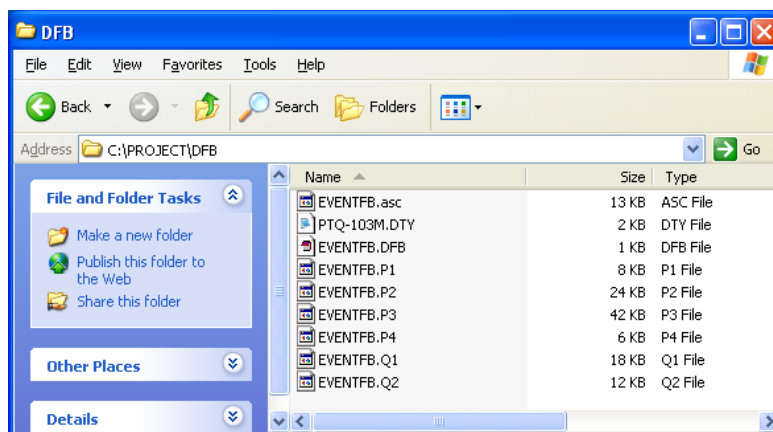 DFB
File Edit View Favorites Tools Help
Back Search Folders
Address C:\PROJECT\DFB Go
File and Folder Tasks
Make a new folder
Publish this folder to
the Web
Share this folder
Other Places
Details
Name Size Type
EVENTFB.asc 13 KB ASC File
PTQ-103M.DTY 2 KB DTY File
EVENTFB.DFB 1 KB DFB File
EVENTFB.P1 8 KB P1 File
EVENTFB.P2 24 KB P2 File
EVENTFB.P3 42 KB P3 File
EVENTFB.P4 6 KB P4 File
EVENTFB.Q1 18 KB Q1 File
EVENTFB.Q2 12 KB Q2 File